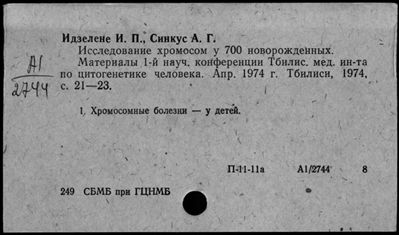 Идзелене И. П., Синкус А. Г.
Исследование хромосом у 700 новорожденных.
Материалы 1-й науч. конференции Тбилис. мед. ин-та
по цитогенетике человека. Апр. 1974 г. Тбилиси, 1974,
с. 21—23.
А1
2744
1. Хромосомные болезни — у детей.
П-11-11а А1/2744 8
249 СБМБ при ГЦНМБ